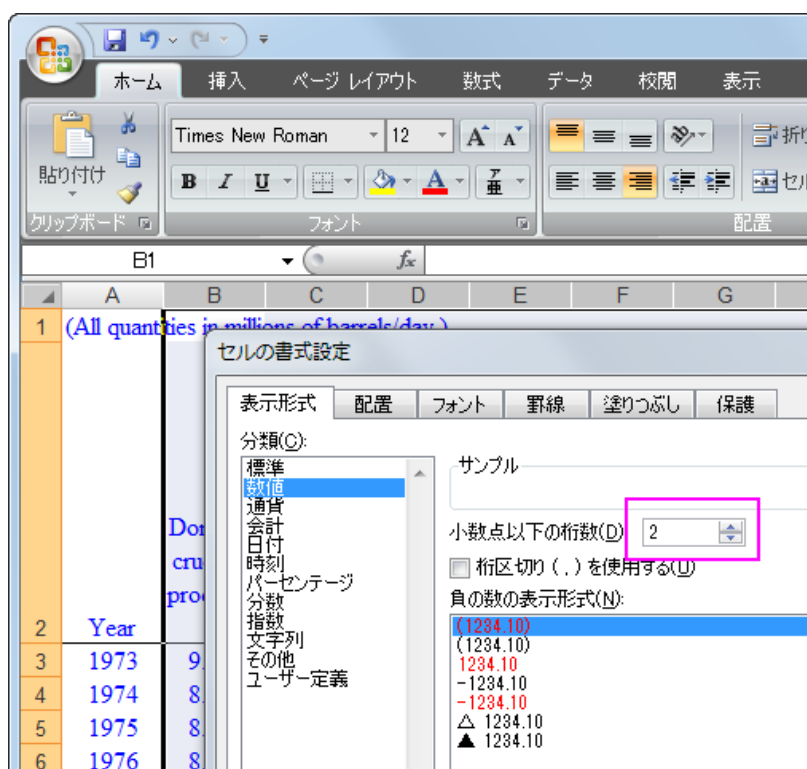 ホーム 挿入 ページ レイアウト 数式 データ 校閲 表示
Times New Roman 12 A A
貼り付け B I U A ア亜
クリップボード フォント 配置
B1 fx
A B C D E F G
1 (All quantities in millions of barrels/day.)
セルの書式設定
表示形式 配置 フォント 罫線 塗りつぶし 保護
分類(C):
標準
数値
通貨
会計
日付
時刻
パーセンテージ
分数
指数
文字列
その他
ユーザー定義
サンプル
小数点以下の桁数(D) 2
桁区切り(,)を使用する(U)
負の数の表示形式(N):
(1234.10)
(1234.10)
1234.10
-1234.10
-1234.10
△ 1234.10
▲ 1234.10
2 Year
3 1973 9
4 1974 8
5 1975 8
6 1976 8